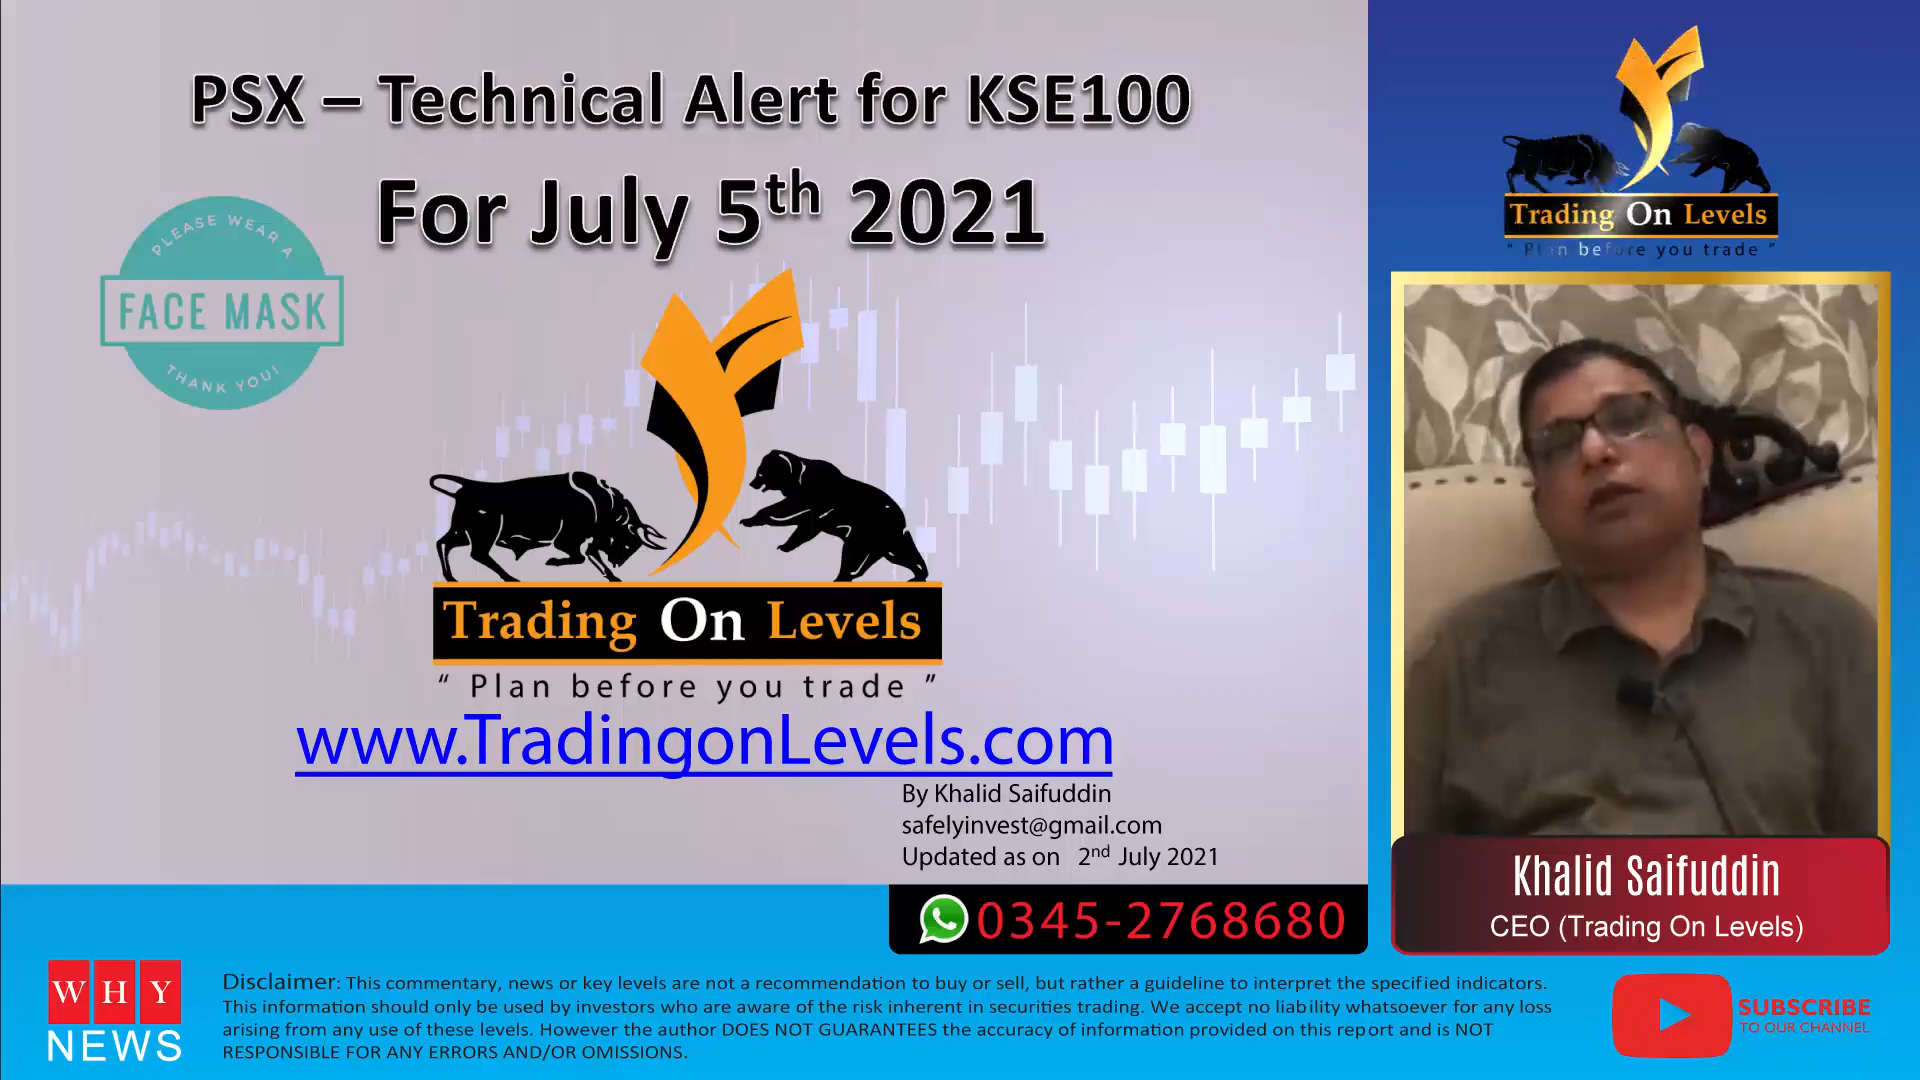 PSX – Technical Alert for KSE100
For July 5th 2021
PLEASE WEAR A
FACE MASK
THANK YOU!
Trading On Levels
“ Plan before you trade ”
www.TradingonLevels.com
By Khalid Saifuddin
safelyinvest@gmail.com
Updated as on 2nd July 2021
0345-2768680
Trading On Levels
“ Plan before you trade ”
Khalid Saifuddin
CEO (Trading On Levels)
WHY
NEWS
Disclaimer: This commentary, news or key levels are not a recommendation to buy or sell, but rather a guideline to interpret the specified indicators.
This information should only be used by investors who are aware of the risk inherent in securities trading. We accept no liability whatsoever for any loss
arising from any use of these levels. However the author DOES NOT GUARANTEES the accuracy of information provided on this report and is NOT
RESPONSIBLE FOR ANY ERRORS AND/OR OMISSIONS.
SUBSCRIBE
TO OUR CHANNEL